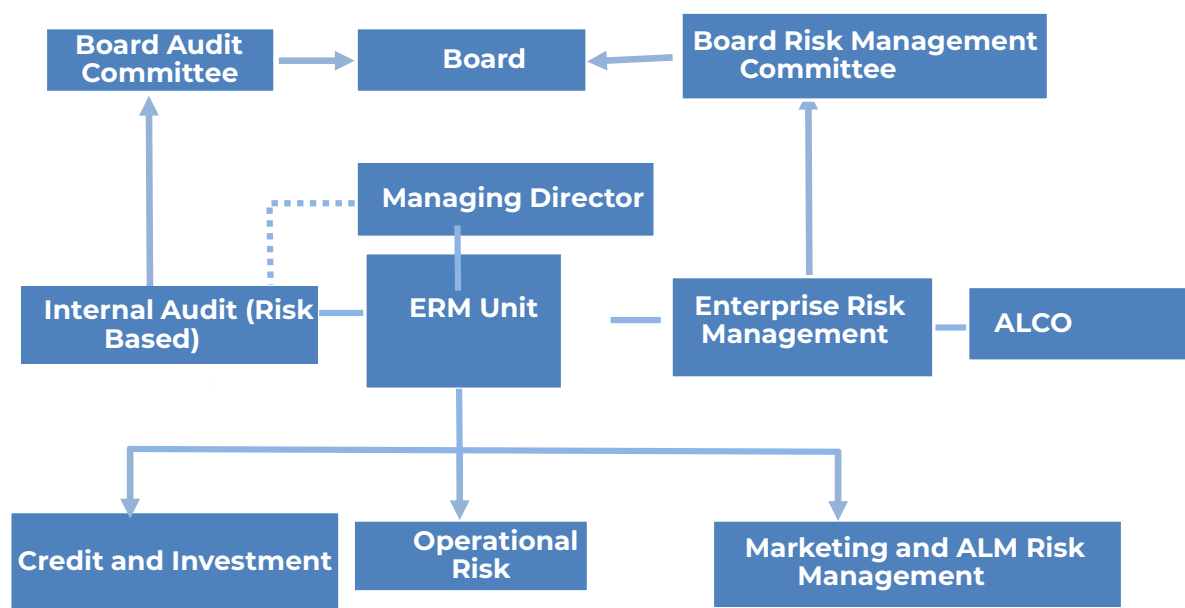 Board Audit
Committee
Board
Board Risk Management
Committee
Managing Director
Internal Audit (Risk
Based)
ERM Unit
Enterprise Risk
Management
ALCO
Credit and Investment
Operational
Risk
Marketing and ALM Risk
Management